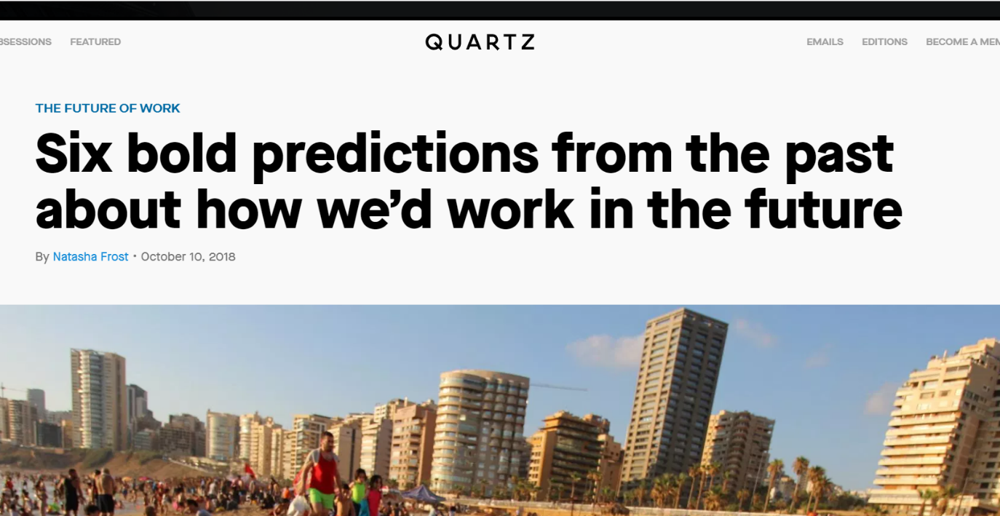 BSESSIONS FEATURED QUARTZ EMAILS EDITIONS BECOME A MEM
THE FUTURE OF WORK
Six bold predictions from the past
about how we’d work in the future
By Natasha Frost • October 10, 2018